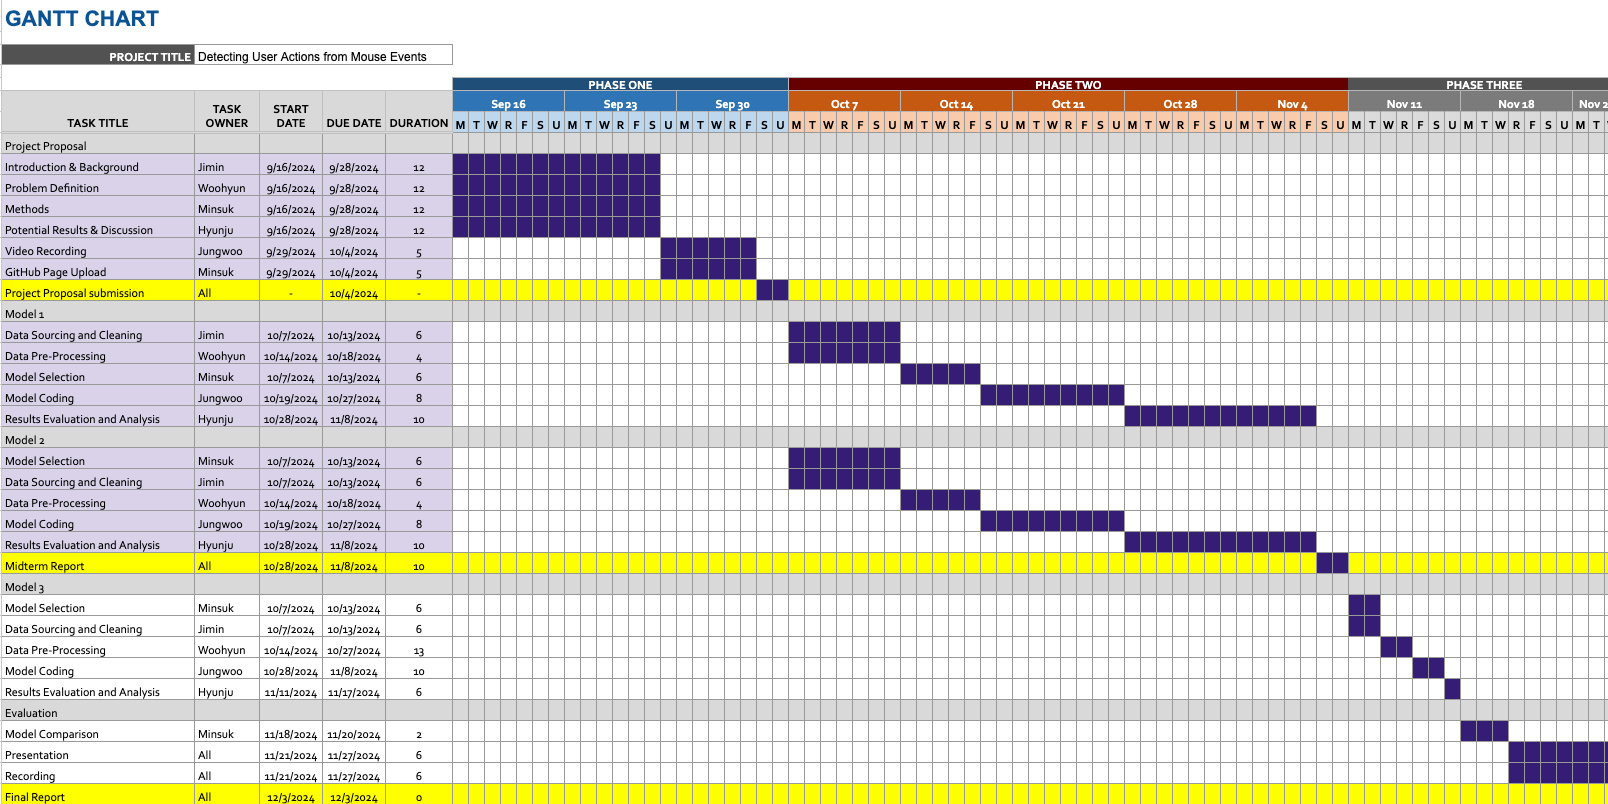 GANTT CHART
PROJECT TITLE Detecting User Actions from Mouse Events
PHASE ONE PHASE TWO PHASE THREE
Sep 16 Sep 23 Sep 30 Oct 7 Oct 14 Oct 21 Oct 28 Nov 4 Nov 11 Nov 18 Nov 2
TASK TITLE TASK OWNER START DATE DUE DATE DURATION M T W R F S U M T W R F S U M T W R F S U M T W R F S U M T W R F S U M T W R F S U M T W R F S U M T W R F S U M T W R F S U M T W R F S U M T
Project Proposal
Introduction & Background Jimin 9/16/2024 9/28/2024 12
Problem Definition Woohyun 9/16/2024 9/28/2024 12
Methods Minsuk 9/16/2024 9/28/2024 12
Potential Results & Discussion Hyunju 9/16/2024 9/28/2024 12
Video Recording Jungwoo 9/29/2024 10/4/2024 5
GitHub Page Upload Minsuk 9/29/2024 10/4/2024 5
Project Proposal submission All - 10/4/2024 -
Model 1
Data Sourcing and Cleaning Jimin 10/7/2024 10/13/2024 6
Data Pre-Processing Woohyun 10/14/2024 10/18/2024 4
Model Selection Minsuk 10/7/2024 10/13/2024 6
Model Coding Jungwoo 10/19/2024 10/27/2024 8
Results Evaluation and Analysis Hyunju 10/28/2024 11/8/2024 10
Model 2
Model Selection Minsuk 10/7/2024 10/13/2024 6
Data Sourcing and Cleaning Jimin 10/7/2024 10/13/2024 6
Data Pre-Processing Woohyun 10/14/2024 10/18/2024 4
Model Coding Jungwoo 10/19/2024 10/27/2024 8
Results Evaluation and Analysis Hyunju 10/28/2024 11/8/2024 10
Midterm Report All 10/28/2024 11/8/2024 10
Model 3
Model Selection Minsuk 10/7/2024 10/13/2024 6
Data Sourcing and Cleaning Jimin 10/7/2024 10/13/2024 6
Data Pre-Processing Woohyun 10/14/2024 10/27/2024 13
Model Coding Jungwoo 10/28/2024 11/8/2024 10
Results Evaluation and Analysis Hyunju 11/11/2024 11/17/2024 6
Evaluation
Model Comparison Minsuk 11/18/2024 11/20/2024 2
Presentation All 11/21/2024 11/27/2024 6
Recording All 11/21/2024 11/27/2024 6
Final Report All 12/3/2024 12/3/2024 0